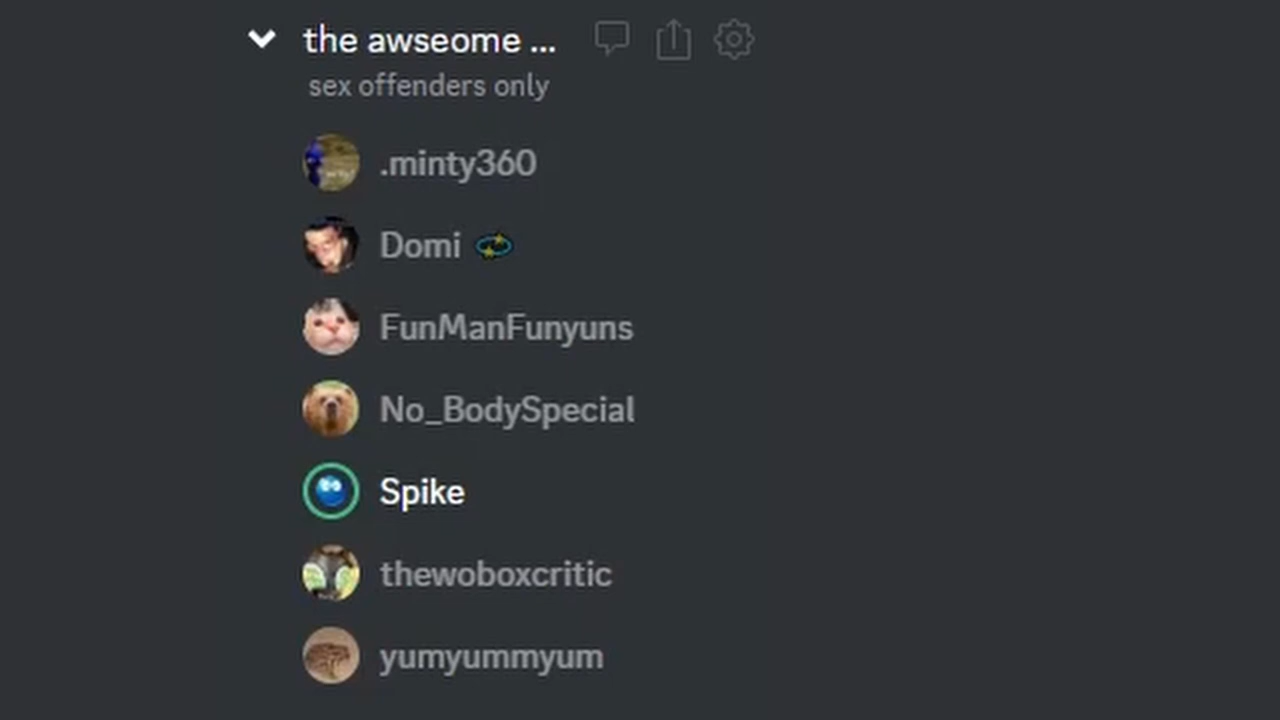 the awseome ...
sex offenders only
.minty360
Domi
FunManFunyuns
No_BodySpecial
Spike
thewoboxcritic
yumyummyum